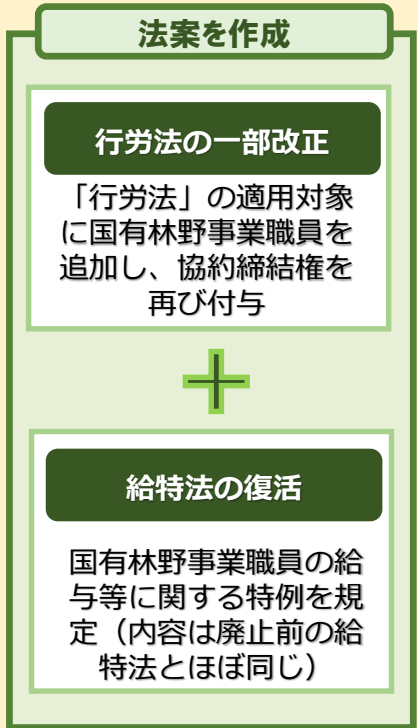 法案を作成
行労法の一部改正
「行労法」の適用対象
に国有林野事業職員を
追加し、協約締結権を
再び付与
給特法の復活
国有林野事業職員の給
与等に関する特例を規
定（内容は廃止前の給
特法とほぼ同じ）